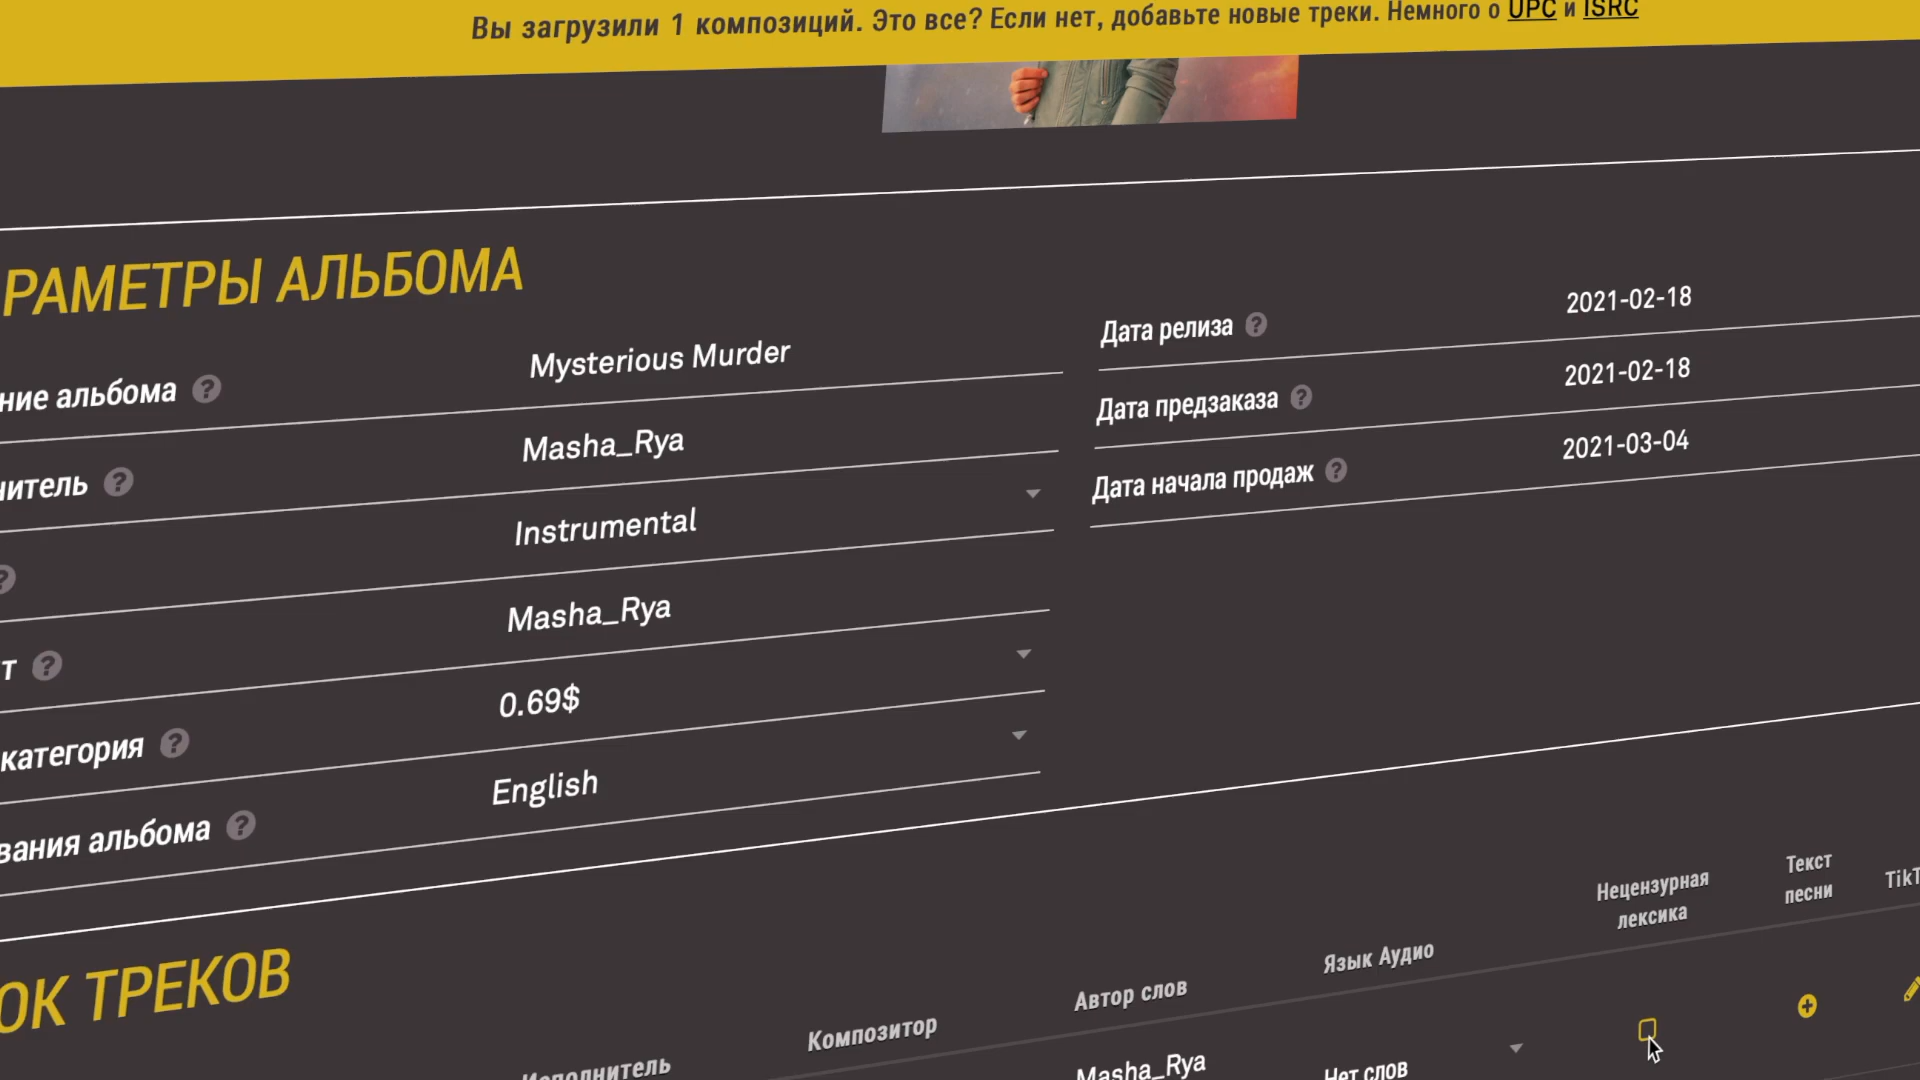 Вы загрузили 1 композиций. Это все? Если нет, добавьте новые треки. Немного о UPC и ISRC
РАМЕТРЫ АЛЬБОМА
ние альбома
Mysterious Murder
нитель
Masha_Rya
Instrumental
т
Masha_Rya
категория
0.69$
вания альбома
English
Дата релиза
2021-02-18
Дата предзаказа
2021-02-18
Дата начала продаж
2021-03-04
ОК ТРЕКОВ
Исполнитель
Композитор
Автор слов
Язык Аудио
Нецензурная
лексика
Текст
песни
TikT
Masha_Rya
Нет слов